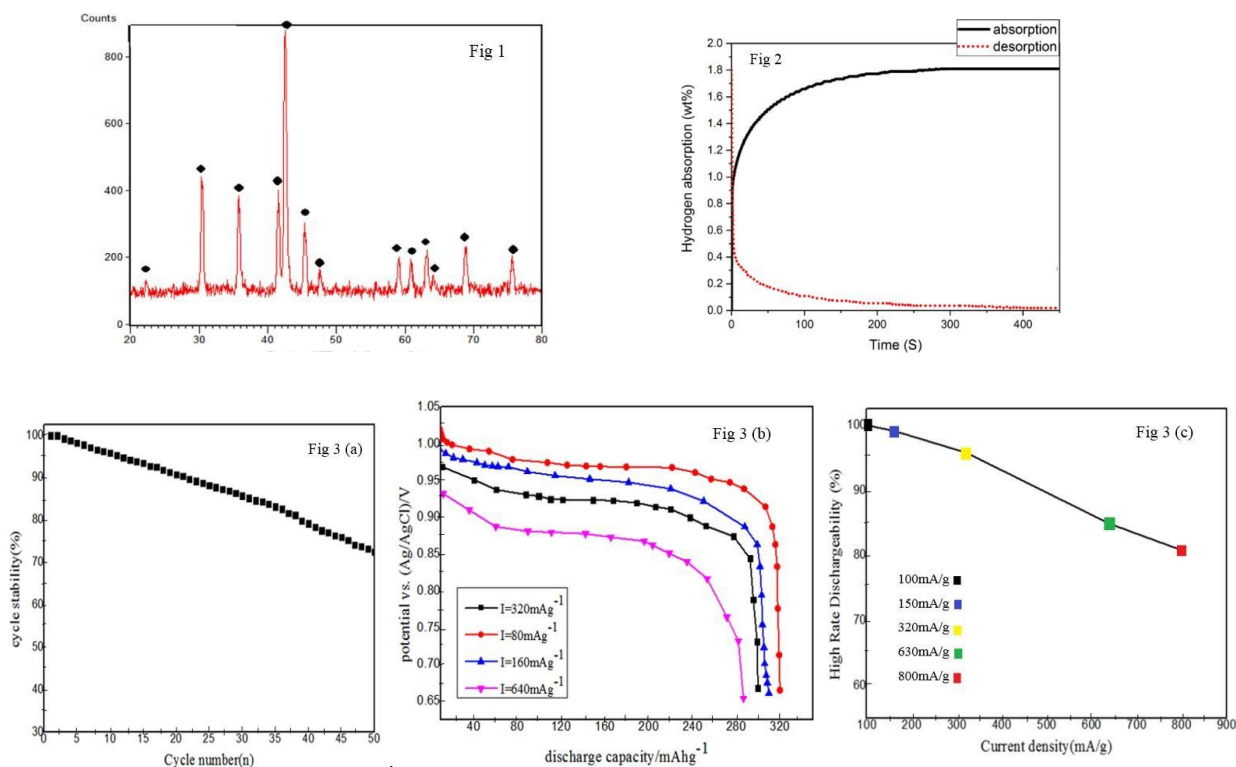 Counts
Fig 1
800
600
400
200
0
20 30 40 50 60 70 80
absorption
desorption
Fig 2
Hydrogen absorption (wt%)
2.0
1.8
1.6
1.4
1.2
1.0
0.8
0.6
0.4
0.2
0.0
0 100 200 300 400
Time (S)
Fig 3 (a)
cycle stability(%)
100
90
80
70
60
50
40
30
0 5 10 15 20 25 30 35 40 45 50
Cycle number(n)
Fig 3 (b)
potential vs. (Ag/AgCl)/V
1.05
1.00
0.95
0.90
0.85
0.80
0.75
0.70
0.65
I=320mAg⁻¹
I=80mAg⁻¹
I=160mAg⁻¹
I=640mAg⁻¹
40 80 120 160 200 240 280 320
discharge capacity/mAhg⁻¹
Fig 3 (c)
High Rate Dischargeability (%)
100
90
80
70
60
100mA/g
150mA/g
320mA/g
630mA/g
800mA/g
100 200 300 400 500 600 700 800 900
Current density(mA/g)